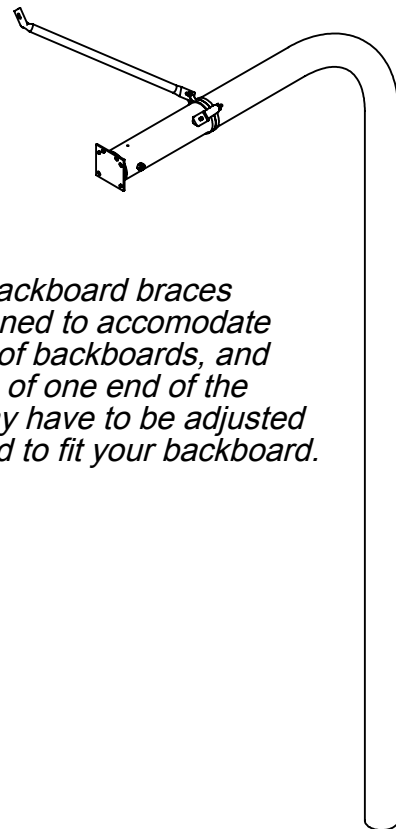 ackboard braces
ned to accomodate
of backboards, and
of one end of the
y have to be adjusted
d to fit your backboard.